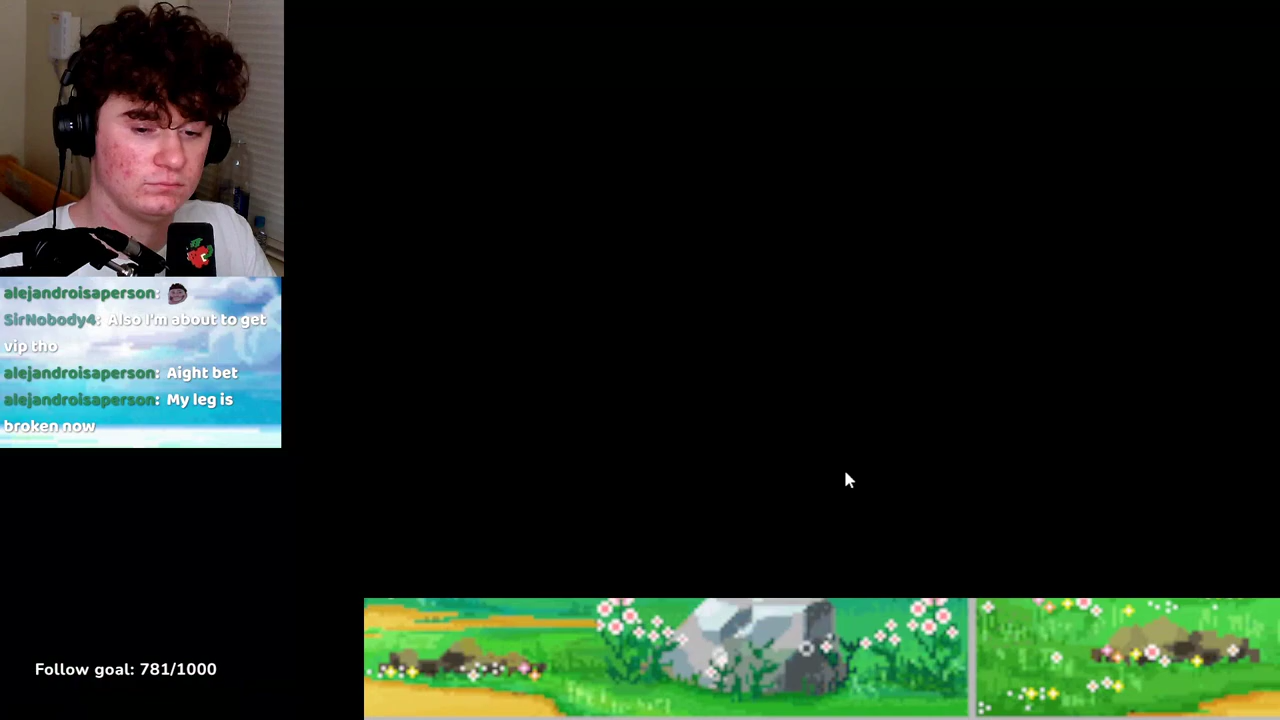 alejandroisaperson:
SirNobody4: Also I'm about to get
vip tho
alejandroisaperson: Aight bet
alejandroisaperson: My leg is
broken now
Follow goal: 781/1000